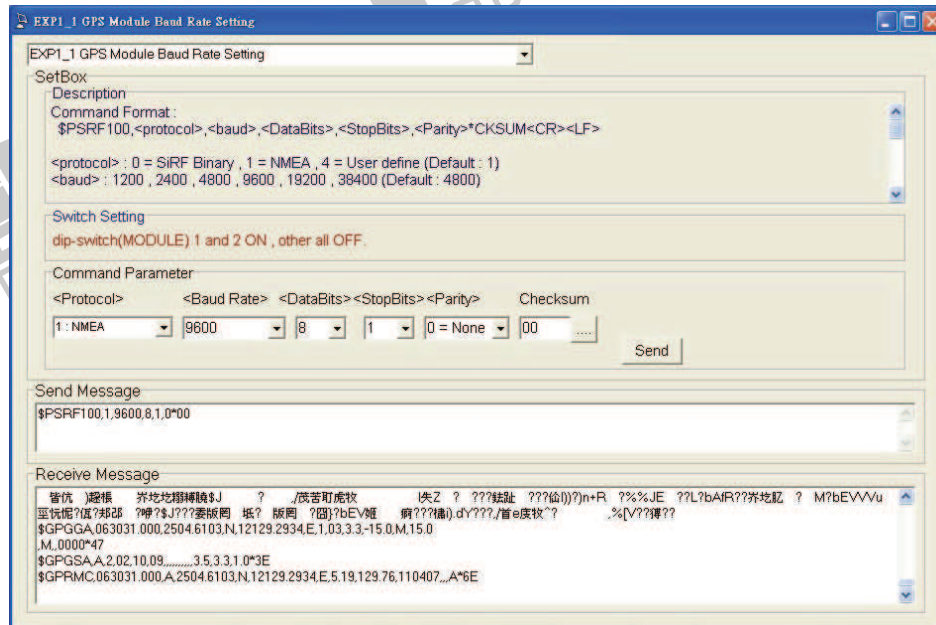 EXP1_1 GPS Module Baud Rate Setting
EXP1_1 GPS Module Baud Rate Setting
SetBox
Description
Command Format :
$PSRF100,<protocol>,<baud>,<DataBits>,<StopBits>,<Parity>*CKSUM<CR><LF>
<protocol> : 0 = SiRF Binary , 1 = NMEA , 4 = User define (Default : 1)
<baud> : 1200 , 2400 , 4800 , 9600 , 19200 , 38400 (Default : 4800)
Switch Setting
dip-switch(MODULE) 1 and 2 ON , other all OFF.
Command Parameter
<Protocol> <Baud Rate> <DataBits> <StopBits> <Parity> Checksum
1 : NMEA 9600 8 1 0 = None 00 ....
Send
Send Message
$PSRF100,1,9600,8,1,0*00
Receive Message
$GPGGA,063031.000,2504.6103,N,12129.2934,E,1,03,3.3,-15.0,M,15.0
,M,,0000*47
$GPGSA,A,2,02,10,09,,,,,,,,,,3.5,3.3,1.0*3E
$GPRMC,063031.000,A,2504.6103,N,12129.2934,E,5.19,129.76,110407,,,A*6E